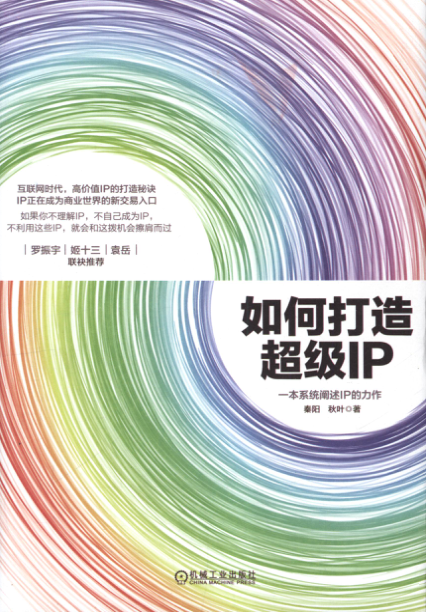 互联网时代，高价值IP的打造秘诀
IP正在成为商业世界的新交易入口
如果你不理解IP，不自己成为IP，
不利用这些IP，就会和这拨机会擦肩而过
|罗振宇|姬十三|袁岳|
联袂推荐
如何打造
超级IP
一本系统阐述IP的力作
秦阳 秋叶◎著
机械工业出版社
CHINA MACHINE PRESS